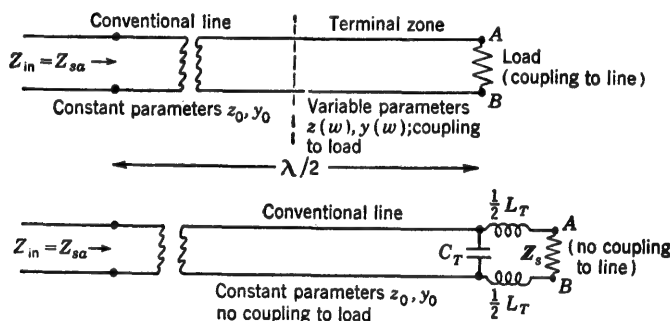 Conventional line
Terminal zone
A
Z_in = Z_sa →
Load
(coupling to line)
B
Constant parameters z_0, y_0
Variable parameters
z(w), y(w); coupling
to load
λ/2
Conventional line
½ L_T
A
Z_in = Z_sa →
C_T
Z_s
(no coupling
to line)
B
½ L_T
Constant parameters z_0, y_0
no coupling to load